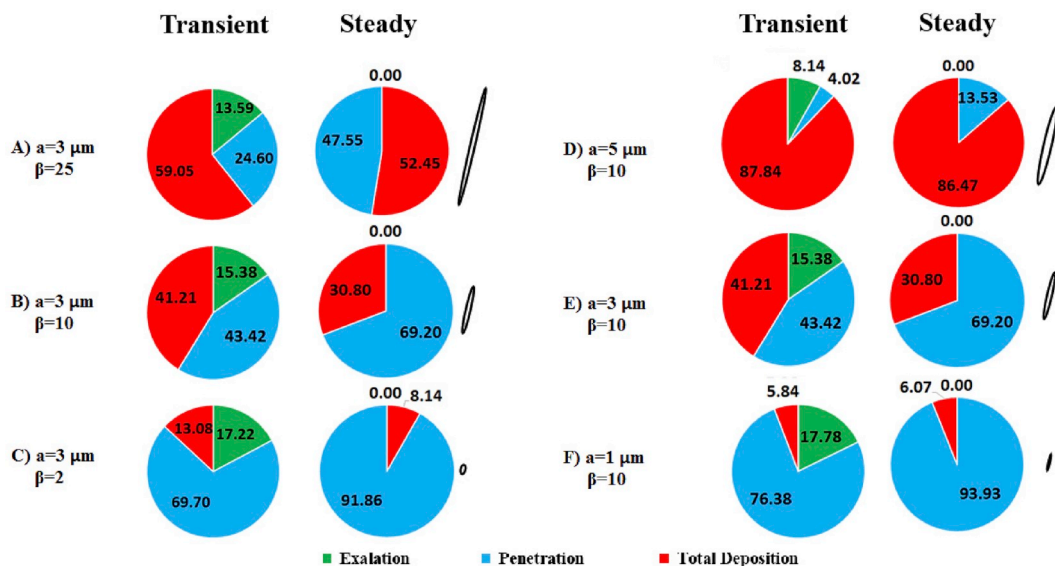 Transient Steady Transient Steady
A) a=3 μm
β=25
13.59
24.60
59.05
0.00
47.55
52.45
D) a=5 μm
β=10
8.14
4.02
87.84
0.00
13.53
86.47
B) a=3 μm
β=10
15.38
41.21
43.42
0.00
30.80
69.20
E) a=3 μm
β=10
15.38
41.21
43.42
0.00
30.80
69.20
C) a=3 μm
β=2
13.08
17.22
69.70
0.00
8.14
91.86
F) a=1 μm
β=10
5.84
17.78
76.38
6.07
0.00
93.93
Exalation Penetration Total Deposition